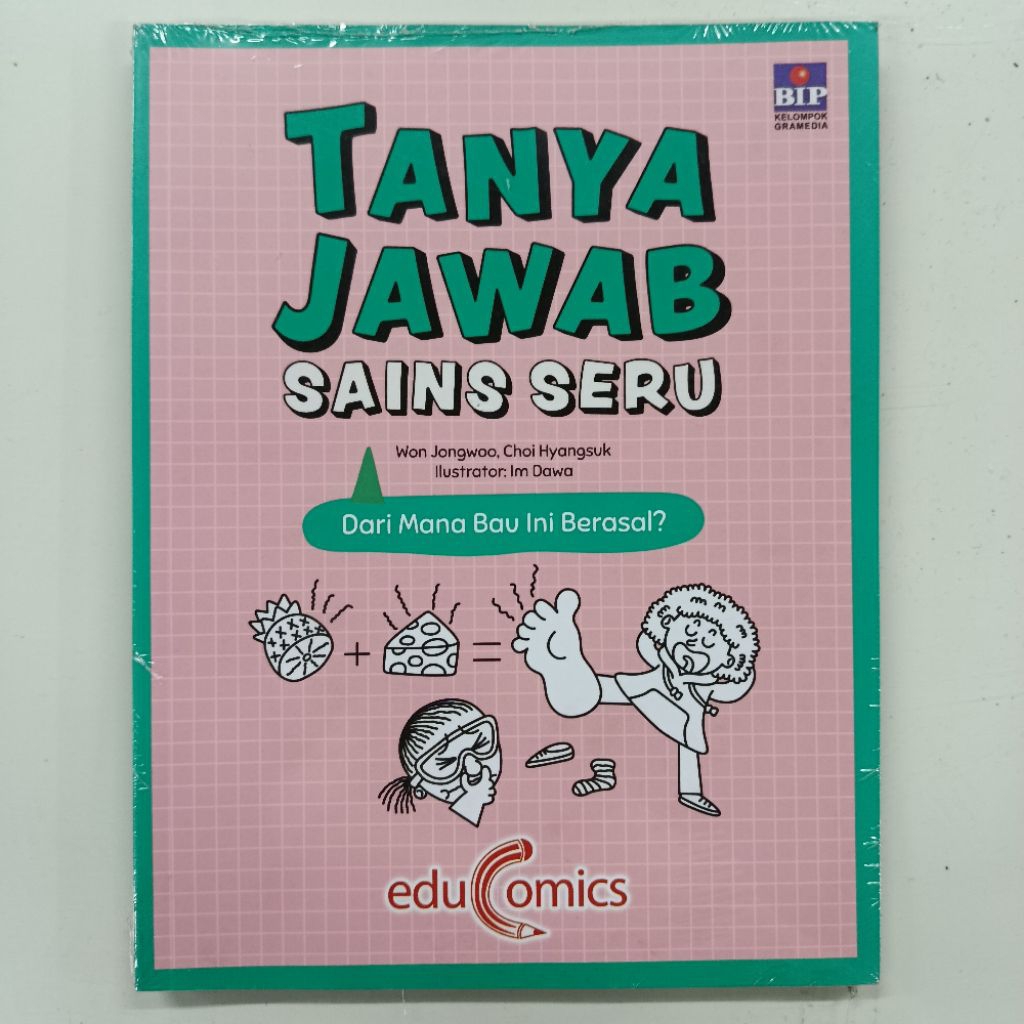 BIP
KELOMPOK
GRAMEDIA
TANYA
JAWAB
SAINS SERU
Won Jongwoo, Choi Hyangsuk
Ilustrator: Im Dawa
Dari Mana Bau Ini Berasal?
+ =
eduComics